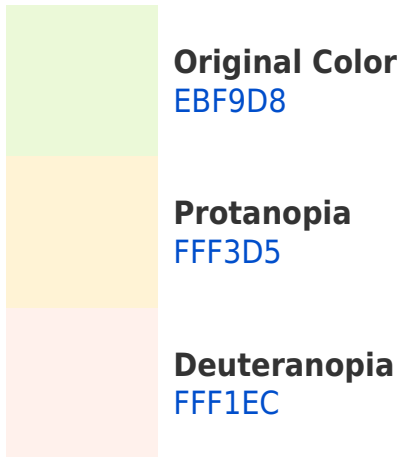 Original Color
EBF9D8
Protanopia
FFF3D5
Deuteranopia
FFF1EC